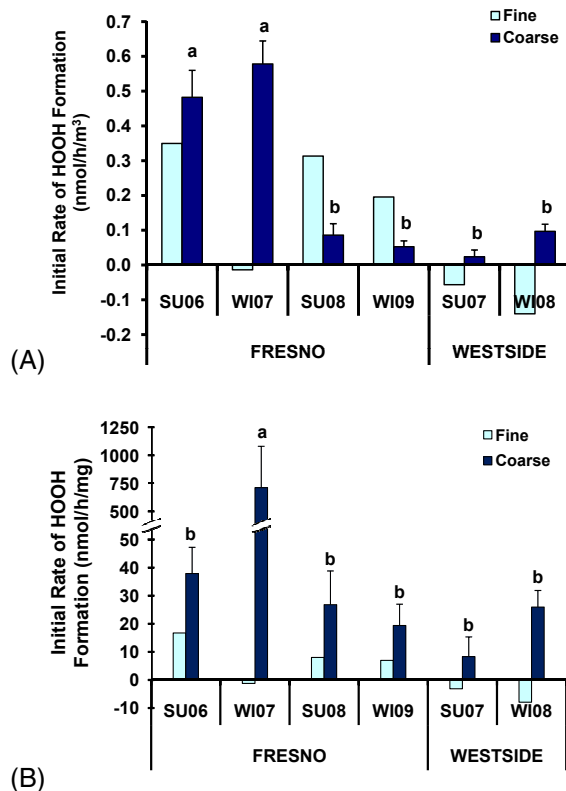 Fine
Coarse
Initial Rate of HOOH Formation
(nmol/h/m³)
0.7
0.6
0.5
0.4
0.3
0.2
0.1
0.0
-0.1
-0.2
a
a
b
b
b
b
SU06 WI07 SU08 WI09 SU07 WI08
FRESNO WESTSIDE
(A)
Fine
Coarse
Initial Rate of HOOH
Formation (nmol/h/mg)
1250
1000
750
500
50
40
30
20
10
0
-10
b
a
b
b
b
b
SU06 WI07 SU08 WI09 SU07 WI08
FRESNO WESTSIDE
(B)